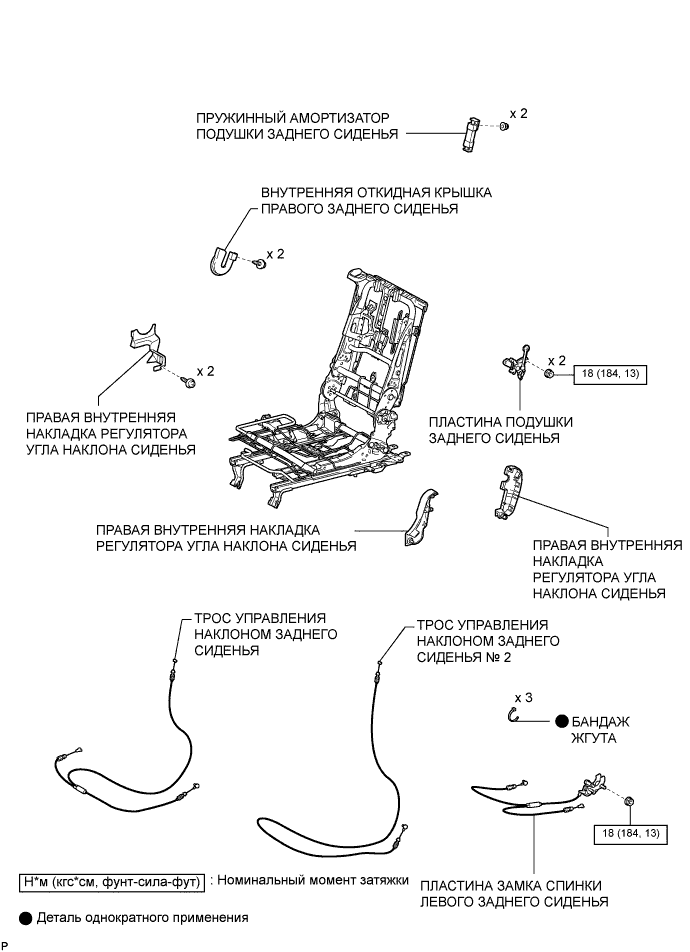 ПРУЖИННЫЙ АМОРТИЗАТОР
ПОДУШКИ ЗАДНЕГО СИДЕНЬЯ
x 2
ВНУТРЕННЯЯ ОТКИДНАЯ КРЫШКА
ПРАВОГО ЗАДНЕГО СИДЕНЬЯ
x 2
x 2
ПРАВАЯ ВНУТРЕННЯЯ
НАКЛАДКА РЕГУЛЯТОРА
УГЛА НАКЛОНА СИДЕНЬЯ
x 2
18 (184, 13)
ПЛАСТИНА ПОДУШКИ
ЗАДНЕГО СИДЕНЬЯ
ПРАВАЯ ВНУТРЕННЯЯ НАКЛАДКА
РЕГУЛЯТОРА УГЛА НАКЛОНА СИДЕНЬЯ
ПРАВАЯ ВНУТРЕННЯЯ
НАКЛАДКА
РЕГУЛЯТОРА УГЛА
НАКЛОНА СИДЕНЬЯ
ТРОС УПРАВЛЕНИЯ
НАКЛОНОМ ЗАДНЕГО
СИДЕНЬЯ
ТРОС УПРАВЛЕНИЯ
НАКЛОНОМ ЗАДНЕГО
СИДЕНЬЯ № 2
x 3
БАНДАЖ
ЖГУТА
18 (184, 13)
ПЛАСТИНА ЗАМКА СПИНКИ
ЛЕВОГО ЗАДНЕГО СИДЕНЬЯ
Н*м (кгс*см, фунт-сила-фут) : Номинальный момент затяжки
Деталь однократного применения
P